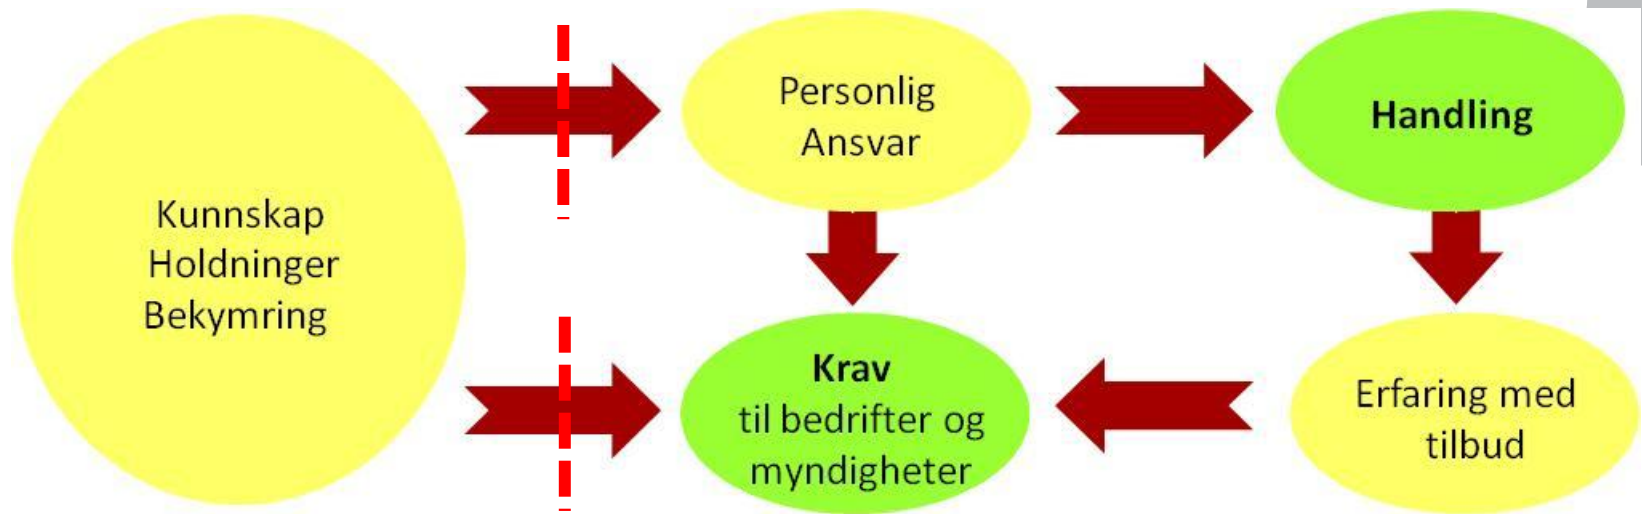 Kunnskap
Holdninger
Bekymring
Personlig
Ansvar
Handling
Krav
til bedrifter og
myndigheter
Erfaring med
tilbud